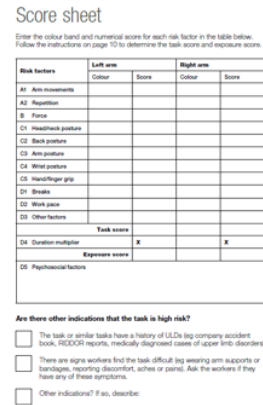 Score sheet
Enter the colour band and numerical score for each risk factor in the table below.
Follow the instructions on page 10 to determine the task score and exposure score.
Risk factors Left arm Right arm
Colour Score Colour Score
A1 Arm movements
A2 Repetition
B Force
C1 Head/neck posture
C2 Back posture
C3 Arm posture
C4 Wrist posture
C5 Hand/finger grip
D1 Breaks
D2 Work pace
D3 Other factors
Task score
D4 Duration multiplier X X
Exposure score
D5 Psychosocial factors
Are there other indications that the task is high risk?
The task or similar tasks have a history of ULDs (eg company accident
book, RIDDOR reports, medically diagnosed cases of upper limb disorders
There are signs workers find the task difficult (eg wearing arm supports or
bandages, reporting discomfort, aches or pains). Ask the workers if they
have any of these symptoms.
Other indications? If so, describe: